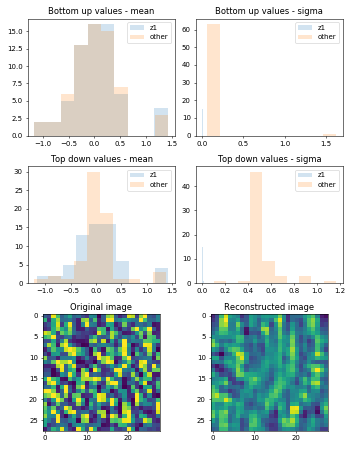 Bottom up values - mean
Bottom up values - sigma
15.0
12.5
10.0
7.5
5.0
2.5
0.0
z1
other
−1.0 −0.5 0.0 0.5 1.0 1.5
60
50
40
30
20
10
0
z1
other
0.0 0.5 1.0 1.5
Top down values - mean
Top down values - sigma
30
25
20
15
10
5
0
z1
other
−1.0 −0.5 0.0 0.5 1.0 1.5
40
30
20
10
0
z1
other
0.0 0.2 0.4 0.6 0.8 1.0 1.2
Original image
Reconstructed image
0
5
10
15
20
25
0 10 20
0
5
10
15
20
25
0 10 20